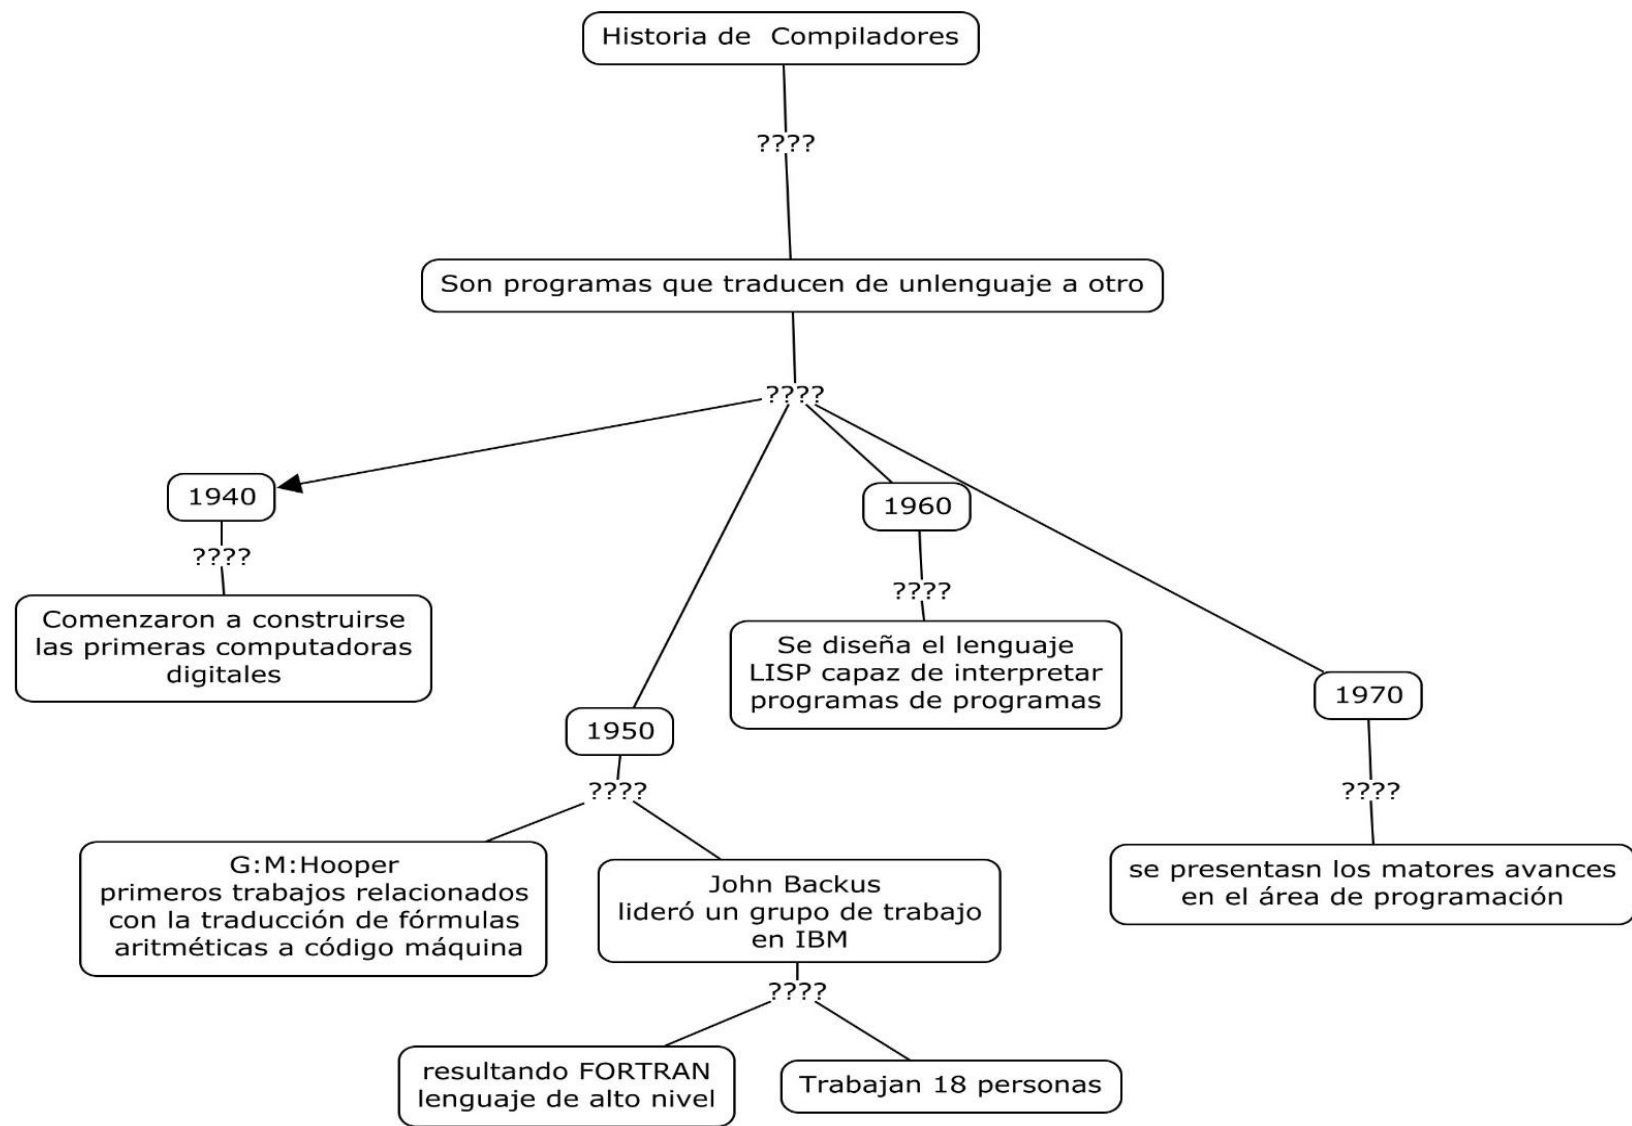 Historia de  Compiladores
????
Son programas que traducen de unlenguaje a otro
????
1940
????
Comenzaron a construirse
las primeras computadoras
digitales
1950
????
G:M:Hooper
primeros trabajos relacionados
con la traducción de fórmulas
aritméticas a código máquina
John Backus
lideró un grupo de trabajo
en IBM
????
resultando FORTRAN
lenguaje de alto nivel
Trabajan 18 personas
1960
????
Se diseña el lenguaje
LISP capaz de interpretar
programas de programas
1970
????
se presentasn los matores avances
en el área de programación